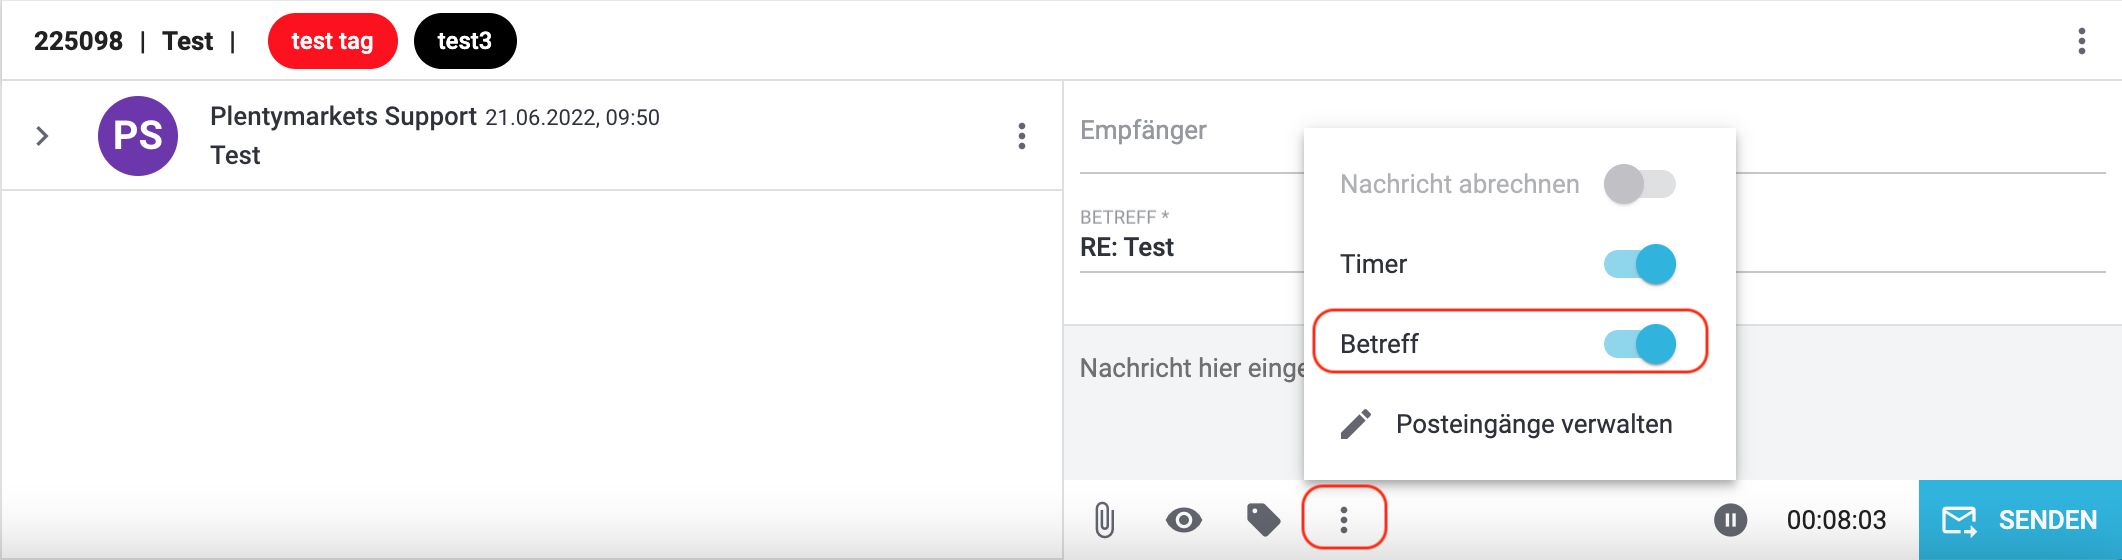 225098 | Test | test tag test3
PS
Plentymarkets Support 21.06.2022, 09:50
Test
Empfänger
BETREFF *
RE: Test
Nachricht hier einge
Nachricht abrechnen
Timer
Betreff
Posteingänge verwalten
00:08:03
SENDEN